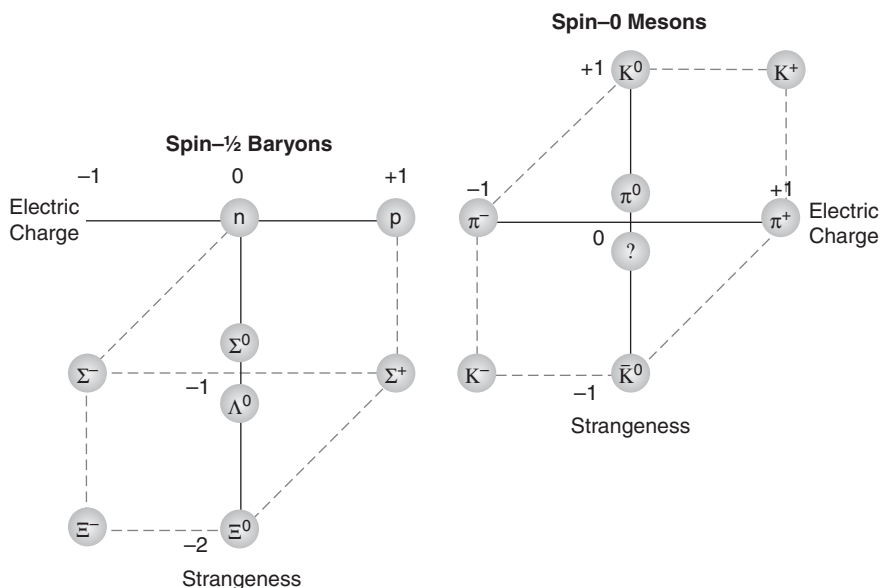 Spin–0 Mesons
+1
K⁰
K⁺
Spin–½ Baryons
−1
0
+1
Electric
Charge
n
p
−1
π⁻
π⁰
+1
π⁺
Electric
Charge
0
?
Σ⁰
Σ⁻
−1
Σ⁺
Λ⁰
K⁻
K̄⁰
−1
Strangeness
Ξ⁻
Ξ⁰
−2
Strangeness